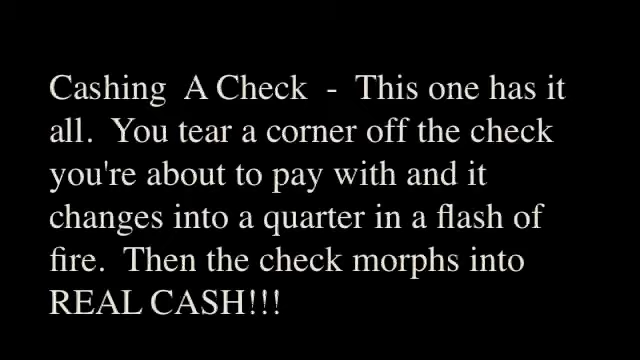 Cashing  A Check  -  This one has it
all.  You tear a corner off the check
you're about to pay with and it
changes into a quarter in a flash of
fire.  Then the check morphs into
REAL CASH!!!